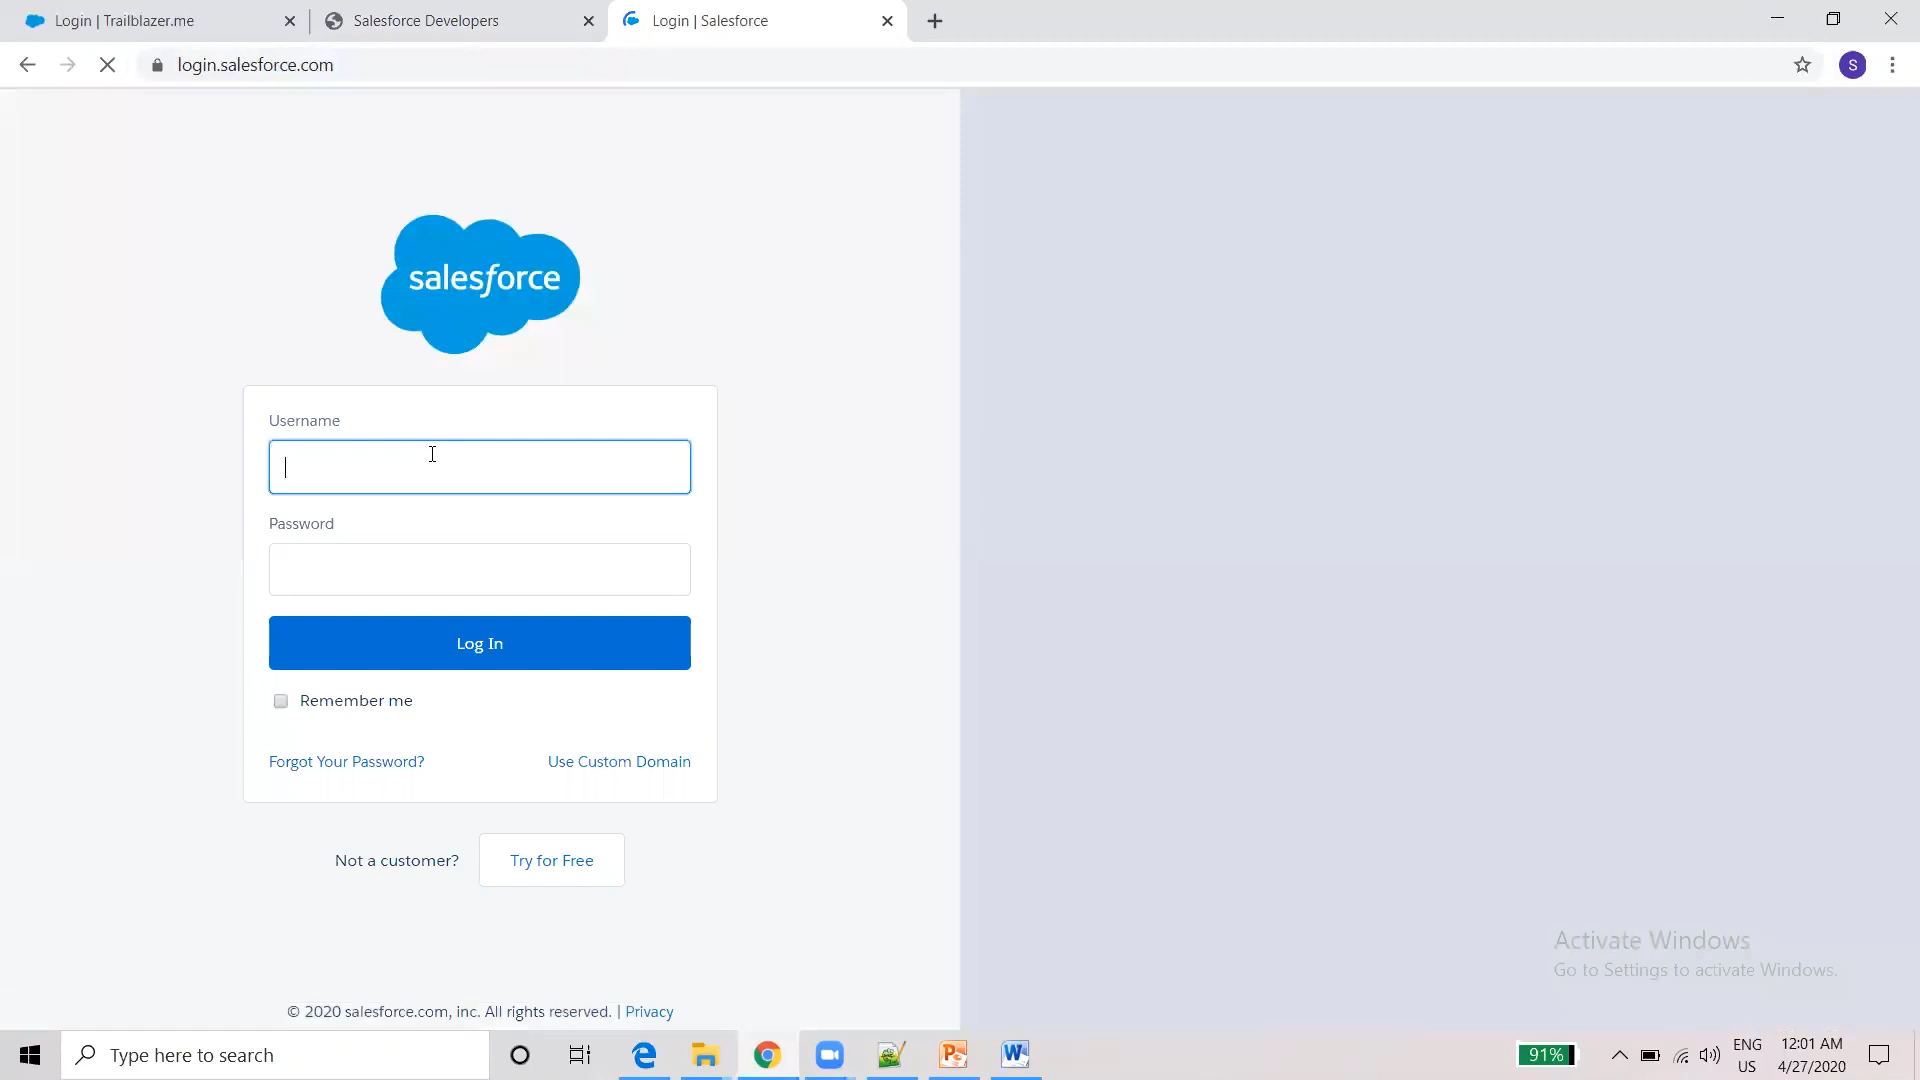 Login | Trailblazer.me
Salesforce Developers
Login | Salesforce
login.salesforce.com
S
salesforce
Username
Password
Log In
Remember me
Forgot Your Password?
Use Custom Domain
Not a customer?
Try for Free
© 2020 salesforce.com, inc. All rights reserved. | Privacy
Activate Windows
Go to Settings to activate Windows.
Type here to search
91%
ENG
US
12:01 AM
4/27/2020